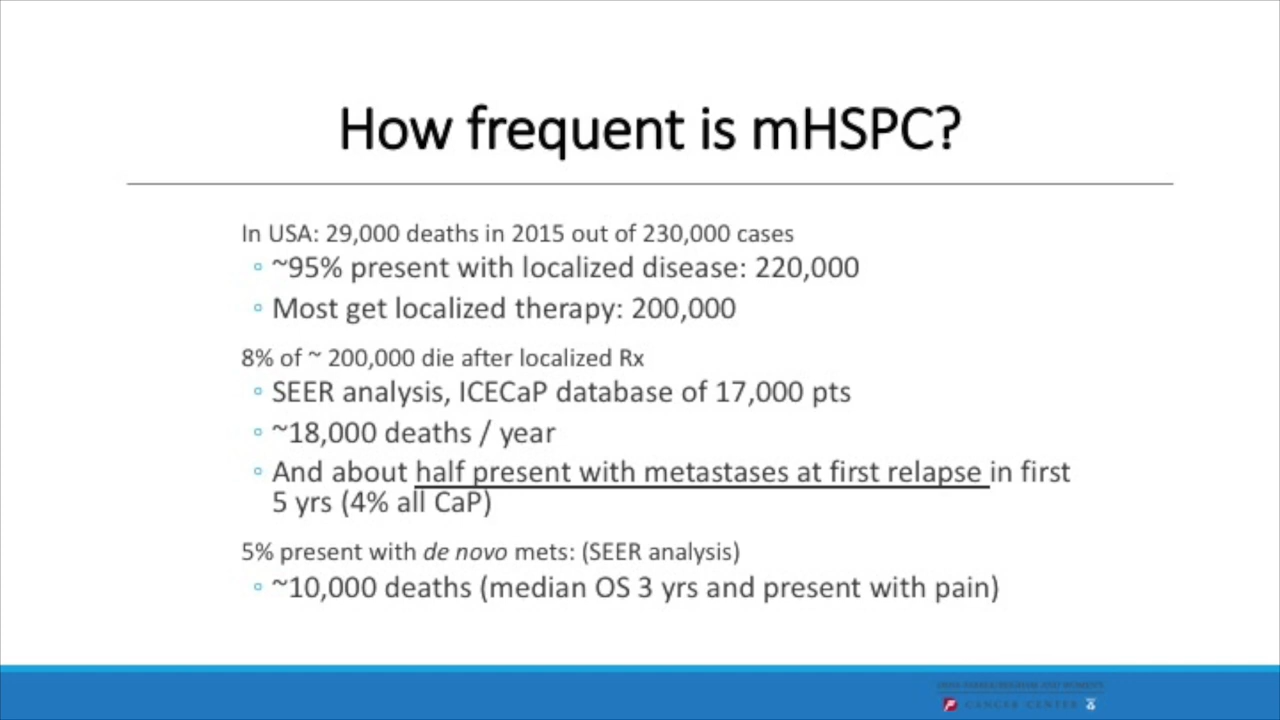 How frequent is mHSPC?
In USA: 29,000 deaths in 2015 out of 230,000 cases
◦ ~95% present with localized disease: 220,000
◦ Most get localized therapy: 200,000
8% of ~ 200,000 die after localized Rx
◦ SEER analysis, ICECaP database of 17,000 pts
◦ ~18,000 deaths / year
◦ And about half present with metastases at first relapse in first
5 yrs (4% all CaP)
5% present with de novo mets: (SEER analysis)
◦ ~10,000 deaths (median OS 3 yrs and present with pain)
CANCER CENTER